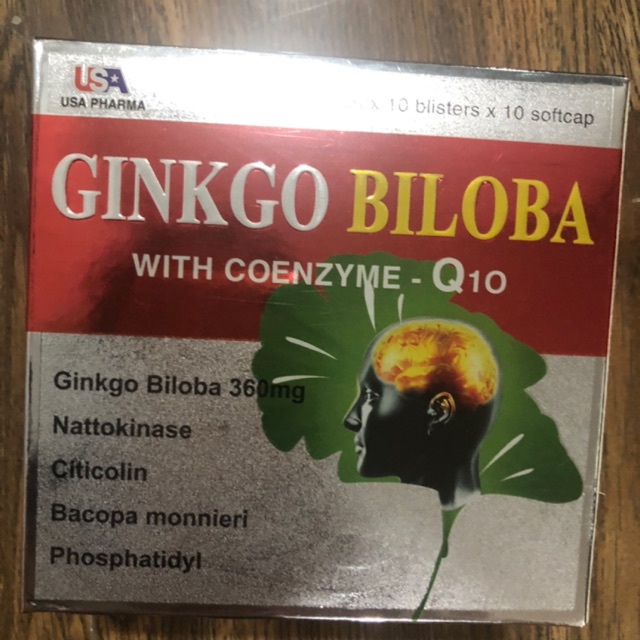 USA
USA PHARMA
x 10 blisters x 10 softcap
GINKGO BILOBA
WITH COENZYME - Q10
Ginkgo Biloba 360mg
Nattokinase
Citicolin
Bacopa monnieri
Phosphatidyl